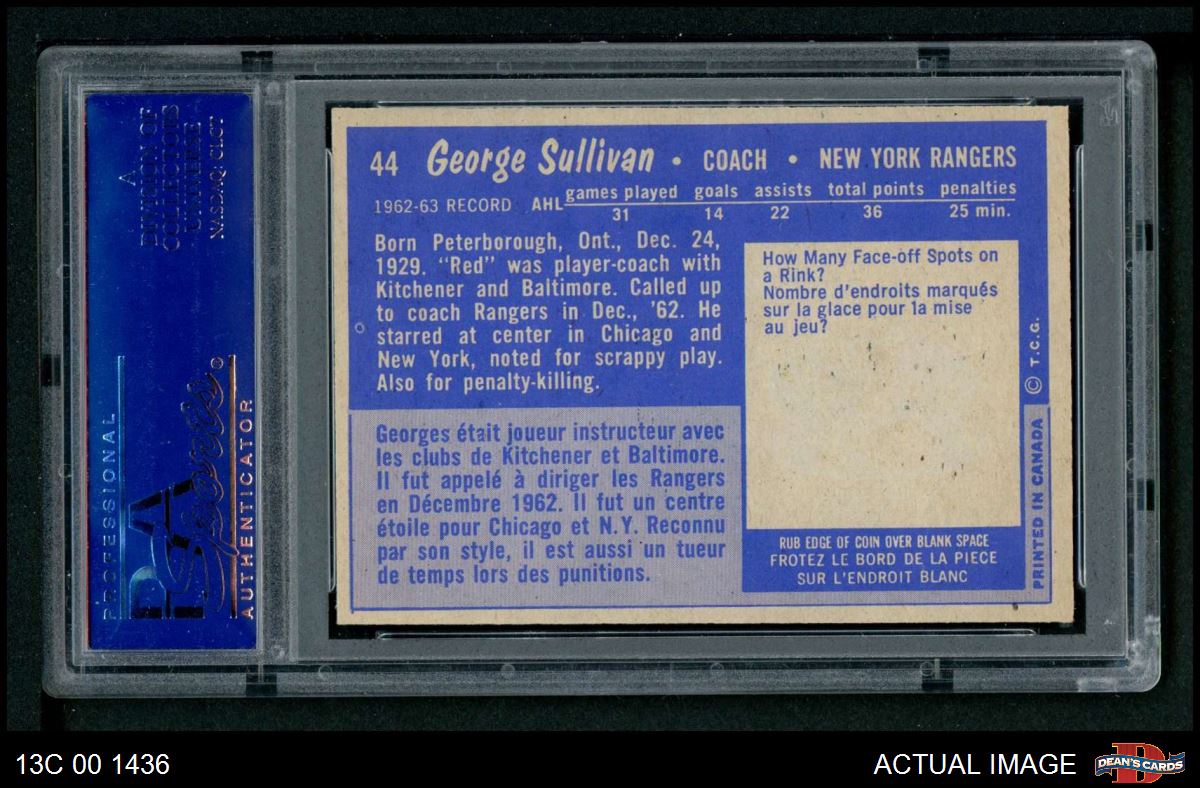 A
DIVISION OF
COLLECTORS
UNIVERSE
NASDAQ: CLCT
PROFESSIONAL
PSA
Sports
AUTHENTICATOR
44 George Sullivan • COACH • NEW YORK RANGERS
games played goals assists total points penalties
1962-63 RECORD AHL 31 14 22 36 25 min.
Born Peterborough, Ont., Dec. 24,
1929. "Red" was player-coach with
Kitchener and Baltimore. Called up
to coach Rangers in Dec., '62. He
starred at center in Chicago and
New York, noted for scrappy play.
Also for penalty-killing.
Georges était joueur instructeur avec
les clubs de Kitchener et Baltimore.
Il fut appelé à diriger les Rangers
en Décembre 1962. Il fut un centre
étoile pour Chicago et N.Y. Reconnu
par son style, il est aussi un tueur
de temps lors des punitions.
How Many Face-off Spots on
a Rink?
Nombre d'endroits marqués
sur la glace pour la mise
au jeu?
RUB EDGE OF COIN OVER BLANK SPACE
FROTEZ LE BORD DE LA PIECE
SUR L'ENDROIT BLANC
PRINTED IN CANADA © T.C.G.
13C 00 1436
ACTUAL IMAGE
D
DEAN'S CARDS